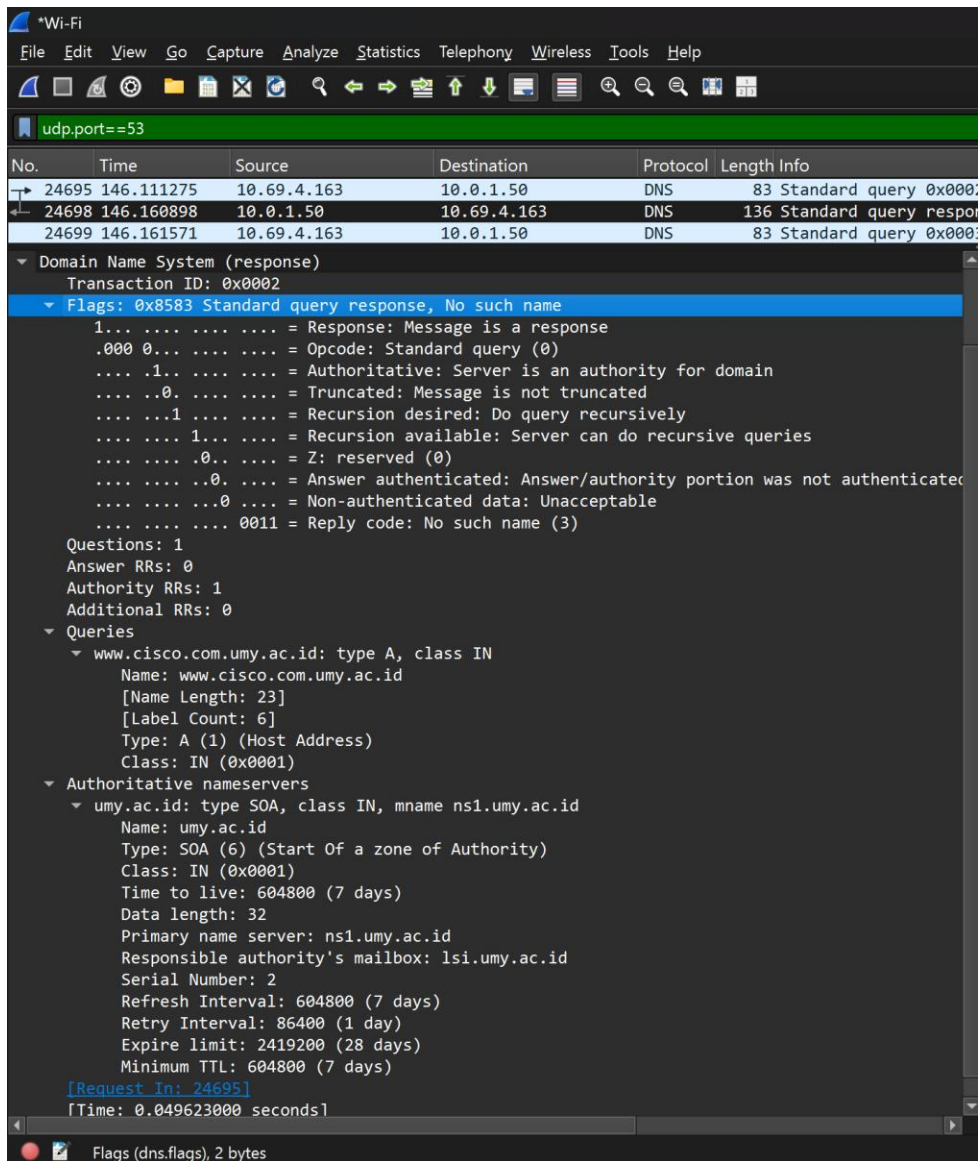 *Wi-Fi
File Edit View Go Capture Analyze Statistics Telephony Wireless Tools Help
udp.port==53
No. Time Source Destination Protocol Length Info
24695 146.111275 10.69.4.163 10.0.1.50 DNS 83 Standard query 0x0002
24698 146.160898 10.0.1.50 10.69.4.163 DNS 136 Standard query respon
24699 146.161571 10.69.4.163 10.0.1.50 DNS 83 Standard query 0x0003
Domain Name System (response)
Transaction ID: 0x0002
Flags: 0x8583 Standard query response, No such name
1... .... .... .... = Response: Message is a response
.000 0... .... .... = Opcode: Standard query (0)
.... .1.. .... .... = Authoritative: Server is an authority for domain
.... ..0. .... .... = Truncated: Message is not truncated
.... ...1 .... .... = Recursion desired: Do query recursively
.... .... 1... .... = Recursion available: Server can do recursive queries
.... .... .0.. .... = Z: reserved (0)
.... .... ..0. .... = Answer authenticated: Answer/authority portion was not authenticated
.... .... ...0 .... = Non-authenticated data: Unacceptable
.... .... .... 0011 = Reply code: No such name (3)
Questions: 1
Answer RRs: 0
Authority RRs: 1
Additional RRs: 0
Queries
www.cisco.com.umy.ac.id: type A, class IN
Name: www.cisco.com.umy.ac.id
[Name Length: 23]
[Label Count: 6]
Type: A (1) (Host Address)
Class: IN (0x0001)
Authoritative nameservers
umy.ac.id: type SOA, class IN, mname ns1.umy.ac.id
Name: umy.ac.id
Type: SOA (6) (Start Of a zone of Authority)
Class: IN (0x0001)
Time to live: 604800 (7 days)
Data length: 32
Primary name server: ns1.umy.ac.id
Responsible authority's mailbox: lsi.umy.ac.id
Serial Number: 2
Refresh Interval: 604800 (7 days)
Retry Interval: 86400 (1 day)
Expire limit: 2419200 (28 days)
Minimum TTL: 604800 (7 days)
[Request In: 24695]
[Time: 0.049623000 seconds]
Flags (dns.flags), 2 bytes